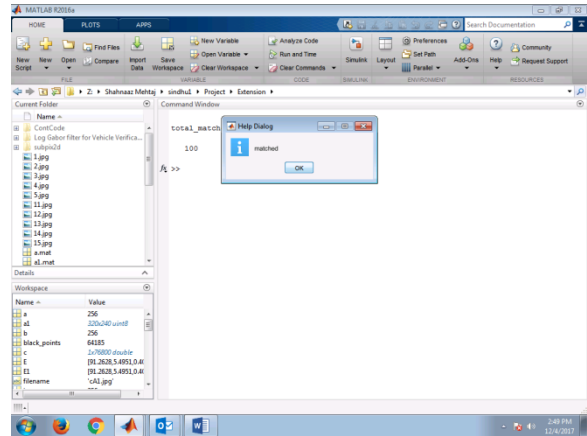 MATLAB R2016a
HOME PLOTS APPS
Search Documentation
New Script
New
Open
Find Files
Compare
Import Data
Save Workspace
New Variable
Open Variable
Clear Workspace
Analyze Code
Run and Time
Clear Commands
Simulink
Layout
Preferences
Set Path
Parallel
Add-Ons
Help
Community
Request Support
FILE VARIABLE CODE SIMULINK ENVIRONMENT RESOURCES
Z: Shahnaaz Mehtaj sindhu1 Project Extension
Current Folder
Name
ContCode
Log Gabor filter for Vehicle Verifica...
subpix2d
1.jpg
2.jpg
3.jpg
4.jpg
5.jpg
11.jpg
12.jpg
13.jpg
14.jpg
15.jpg
a.mat
a1.mat
Details
Workspace
Name Value
a 256
a1 320x240 uint8
b 256
black_points 64185
c 1x76800 double
E [91.2628,5.4951,0.4(
E1 [91.2628,5.4951,0.4(
filename 'cA1.jpg'
Command Window
total_match
100
fx >>
Help Dialog
matched
OK
2:49 PM
12/4/2017